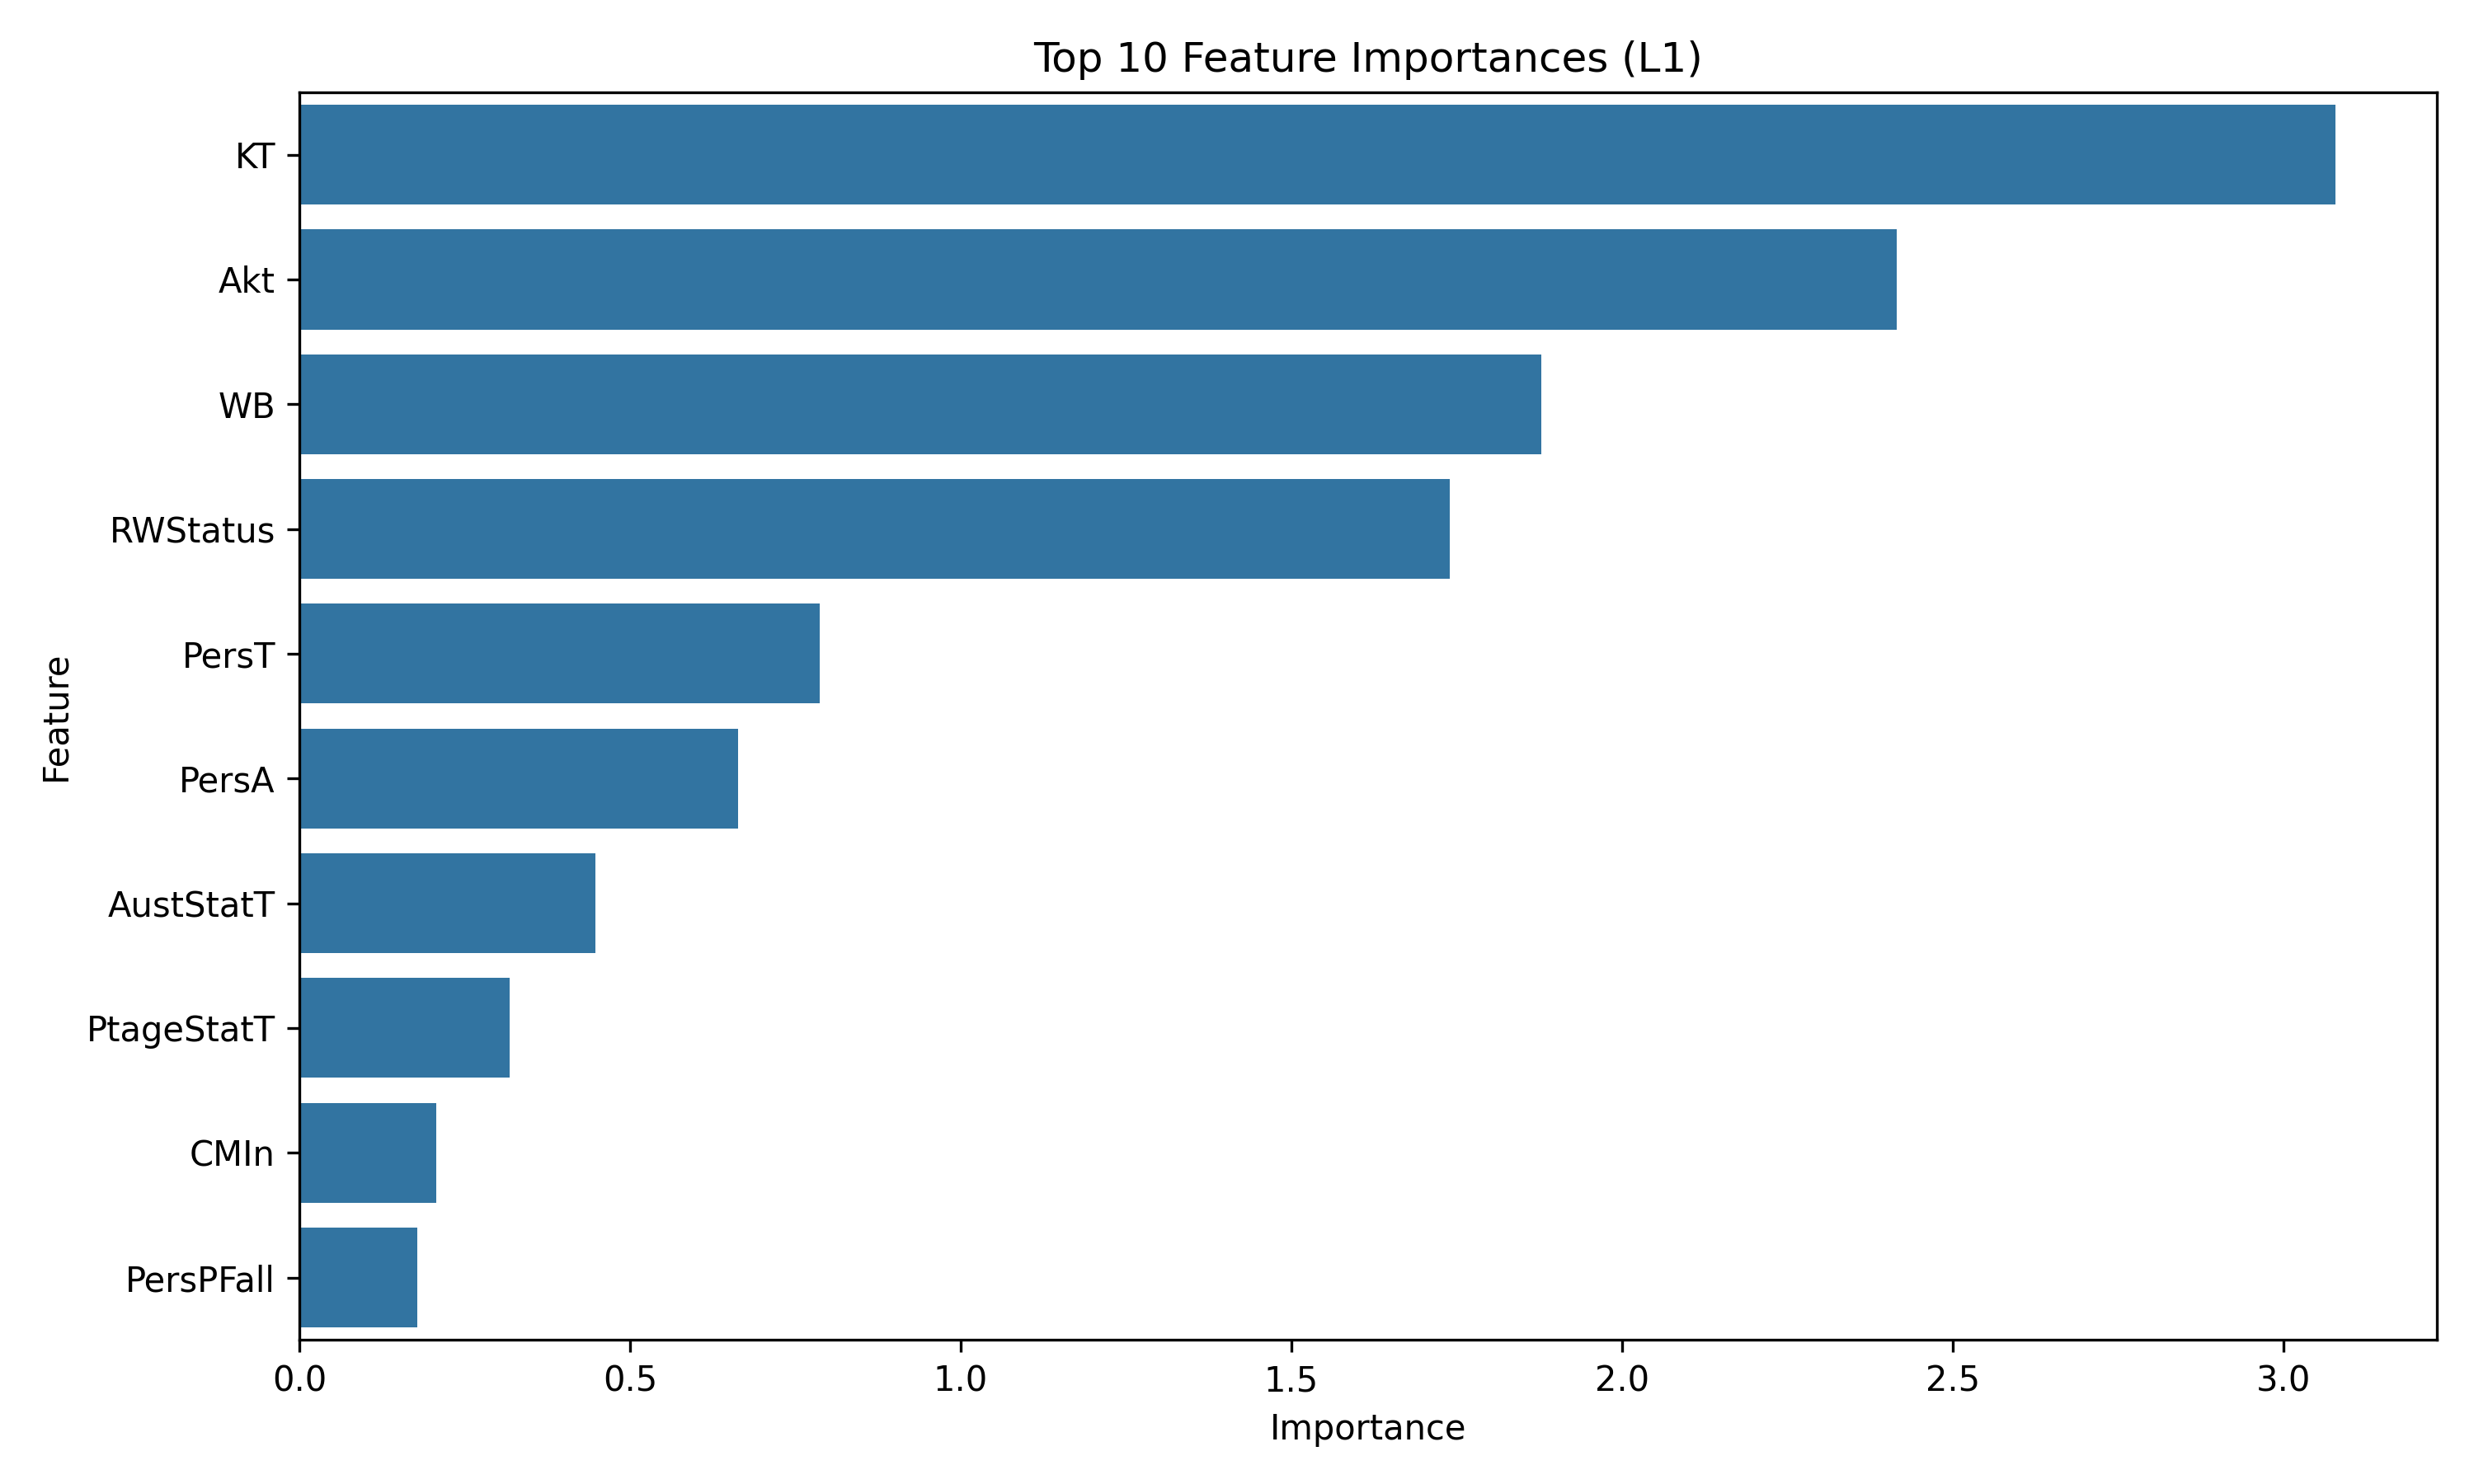 Top 10 Feature Importances (L1)
KT
Akt
WB
RWStatus
PersT
PersA
AustStatT
PtageStatT
CMIn
PersPFall
Feature
0.0 0.5 1.0 1.5 2.0 2.5 3.0
Importance